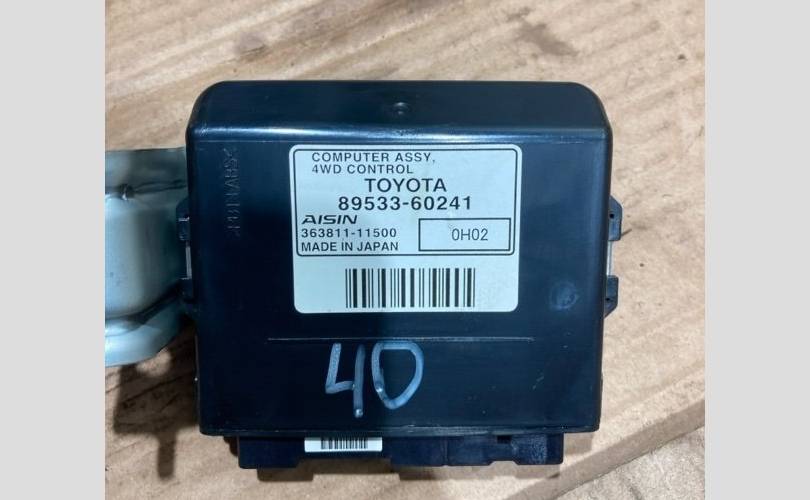 COMPUTER ASSY,
4WD CONTROL
TOYOTA
89533-60241
AISIN
363811-11500
0H02
MADE IN JAPAN
40